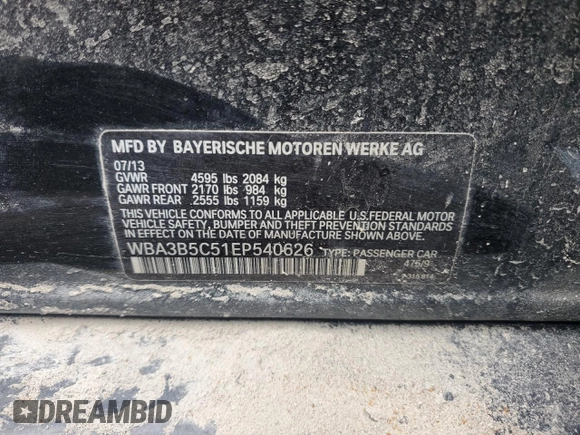 MFD BY BAYERISCHE MOTOREN WERKE AG
07/13
GVWR 4595 lbs 2084 kg
GAWR FRONT 2170 lbs 984 kg
GAWR REAR 2555 lbs 1159 kg
THIS VEHICLE CONFORMS TO ALL APPLICABLE U.S.FEDERAL MOTOR
VEHICLE SAFETY, BUMPER AND THEFT PREVENTION STANDARDS
IN EFFECT ON THE DATE OF MANUFACTURE SHOWN ABOVE.
WBA3B5C51EP540626 TYPE: PASSENGER CAR
DREAMBID